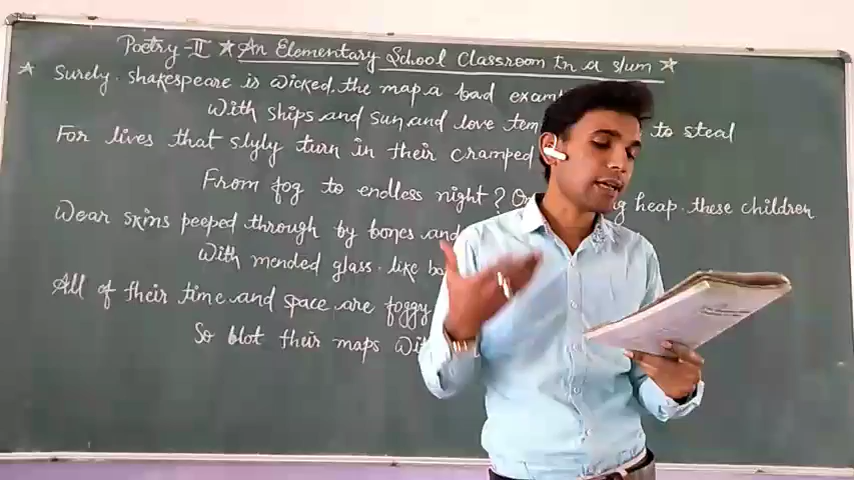 Poetry-II ★ An Elementary School Classroom In a slum ★
★ Surely. shakespeare is wicked. the map a bad exam
With ships and sun and love tem to steal
For lives that slyly turn in their cramped
From fog to endless night? On g heap. these children
Wear skins peeped through by bones and
With mended glass. like bo
All of their time and space are foggy
So blot their maps wit